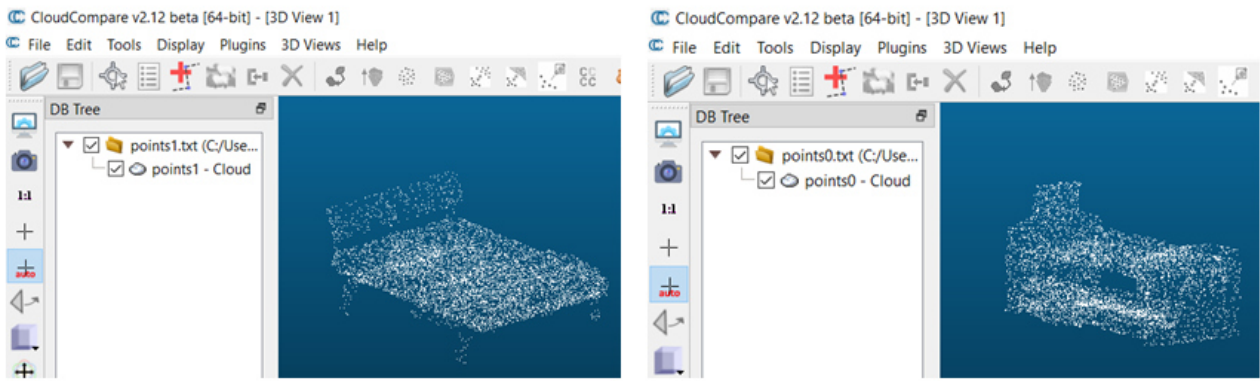 CloudCompare v2.12 beta [64-bit] - [3D View 1]
File Edit Tools Display Plugins 3D Views Help
DB Tree
points1.txt (C:/Use...
points1 - Cloud
1:1
auto
CloudCompare v2.12 beta [64-bit] - [3D View 1]
File Edit Tools Display Plugins 3D Views Help
DB Tree
points0.txt (C:/Use...
points0 - Cloud
1:1
auto